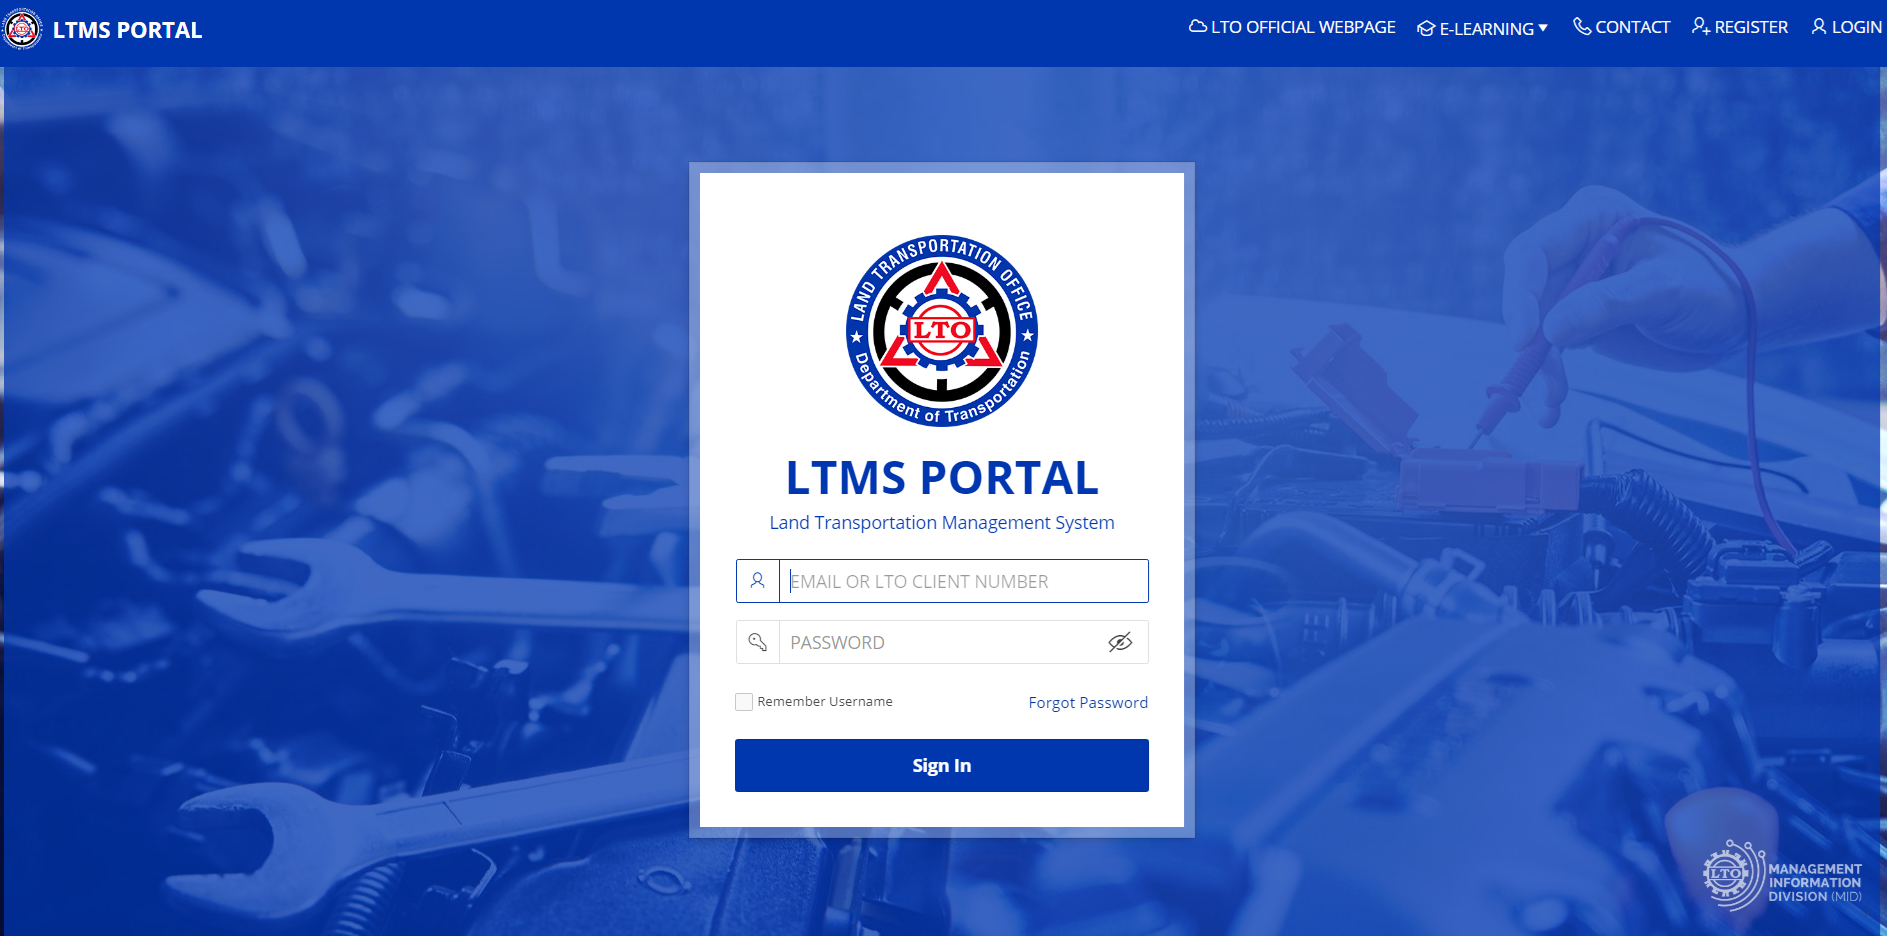 LTMS PORTAL
LTO OFFICIAL WEBPAGE
E-LEARNING
CONTACT
REGISTER
LOGIN
LAND TRANSPORTATION OFFICE
LTO
Department of Transportation
LTMS PORTAL
Land Transportation Management System
EMAIL OR LTO CLIENT NUMBER
PASSWORD
Remember Username
Forgot Password
Sign In
LTO
MANAGEMENT
INFORMATION
DIVISION (MID)